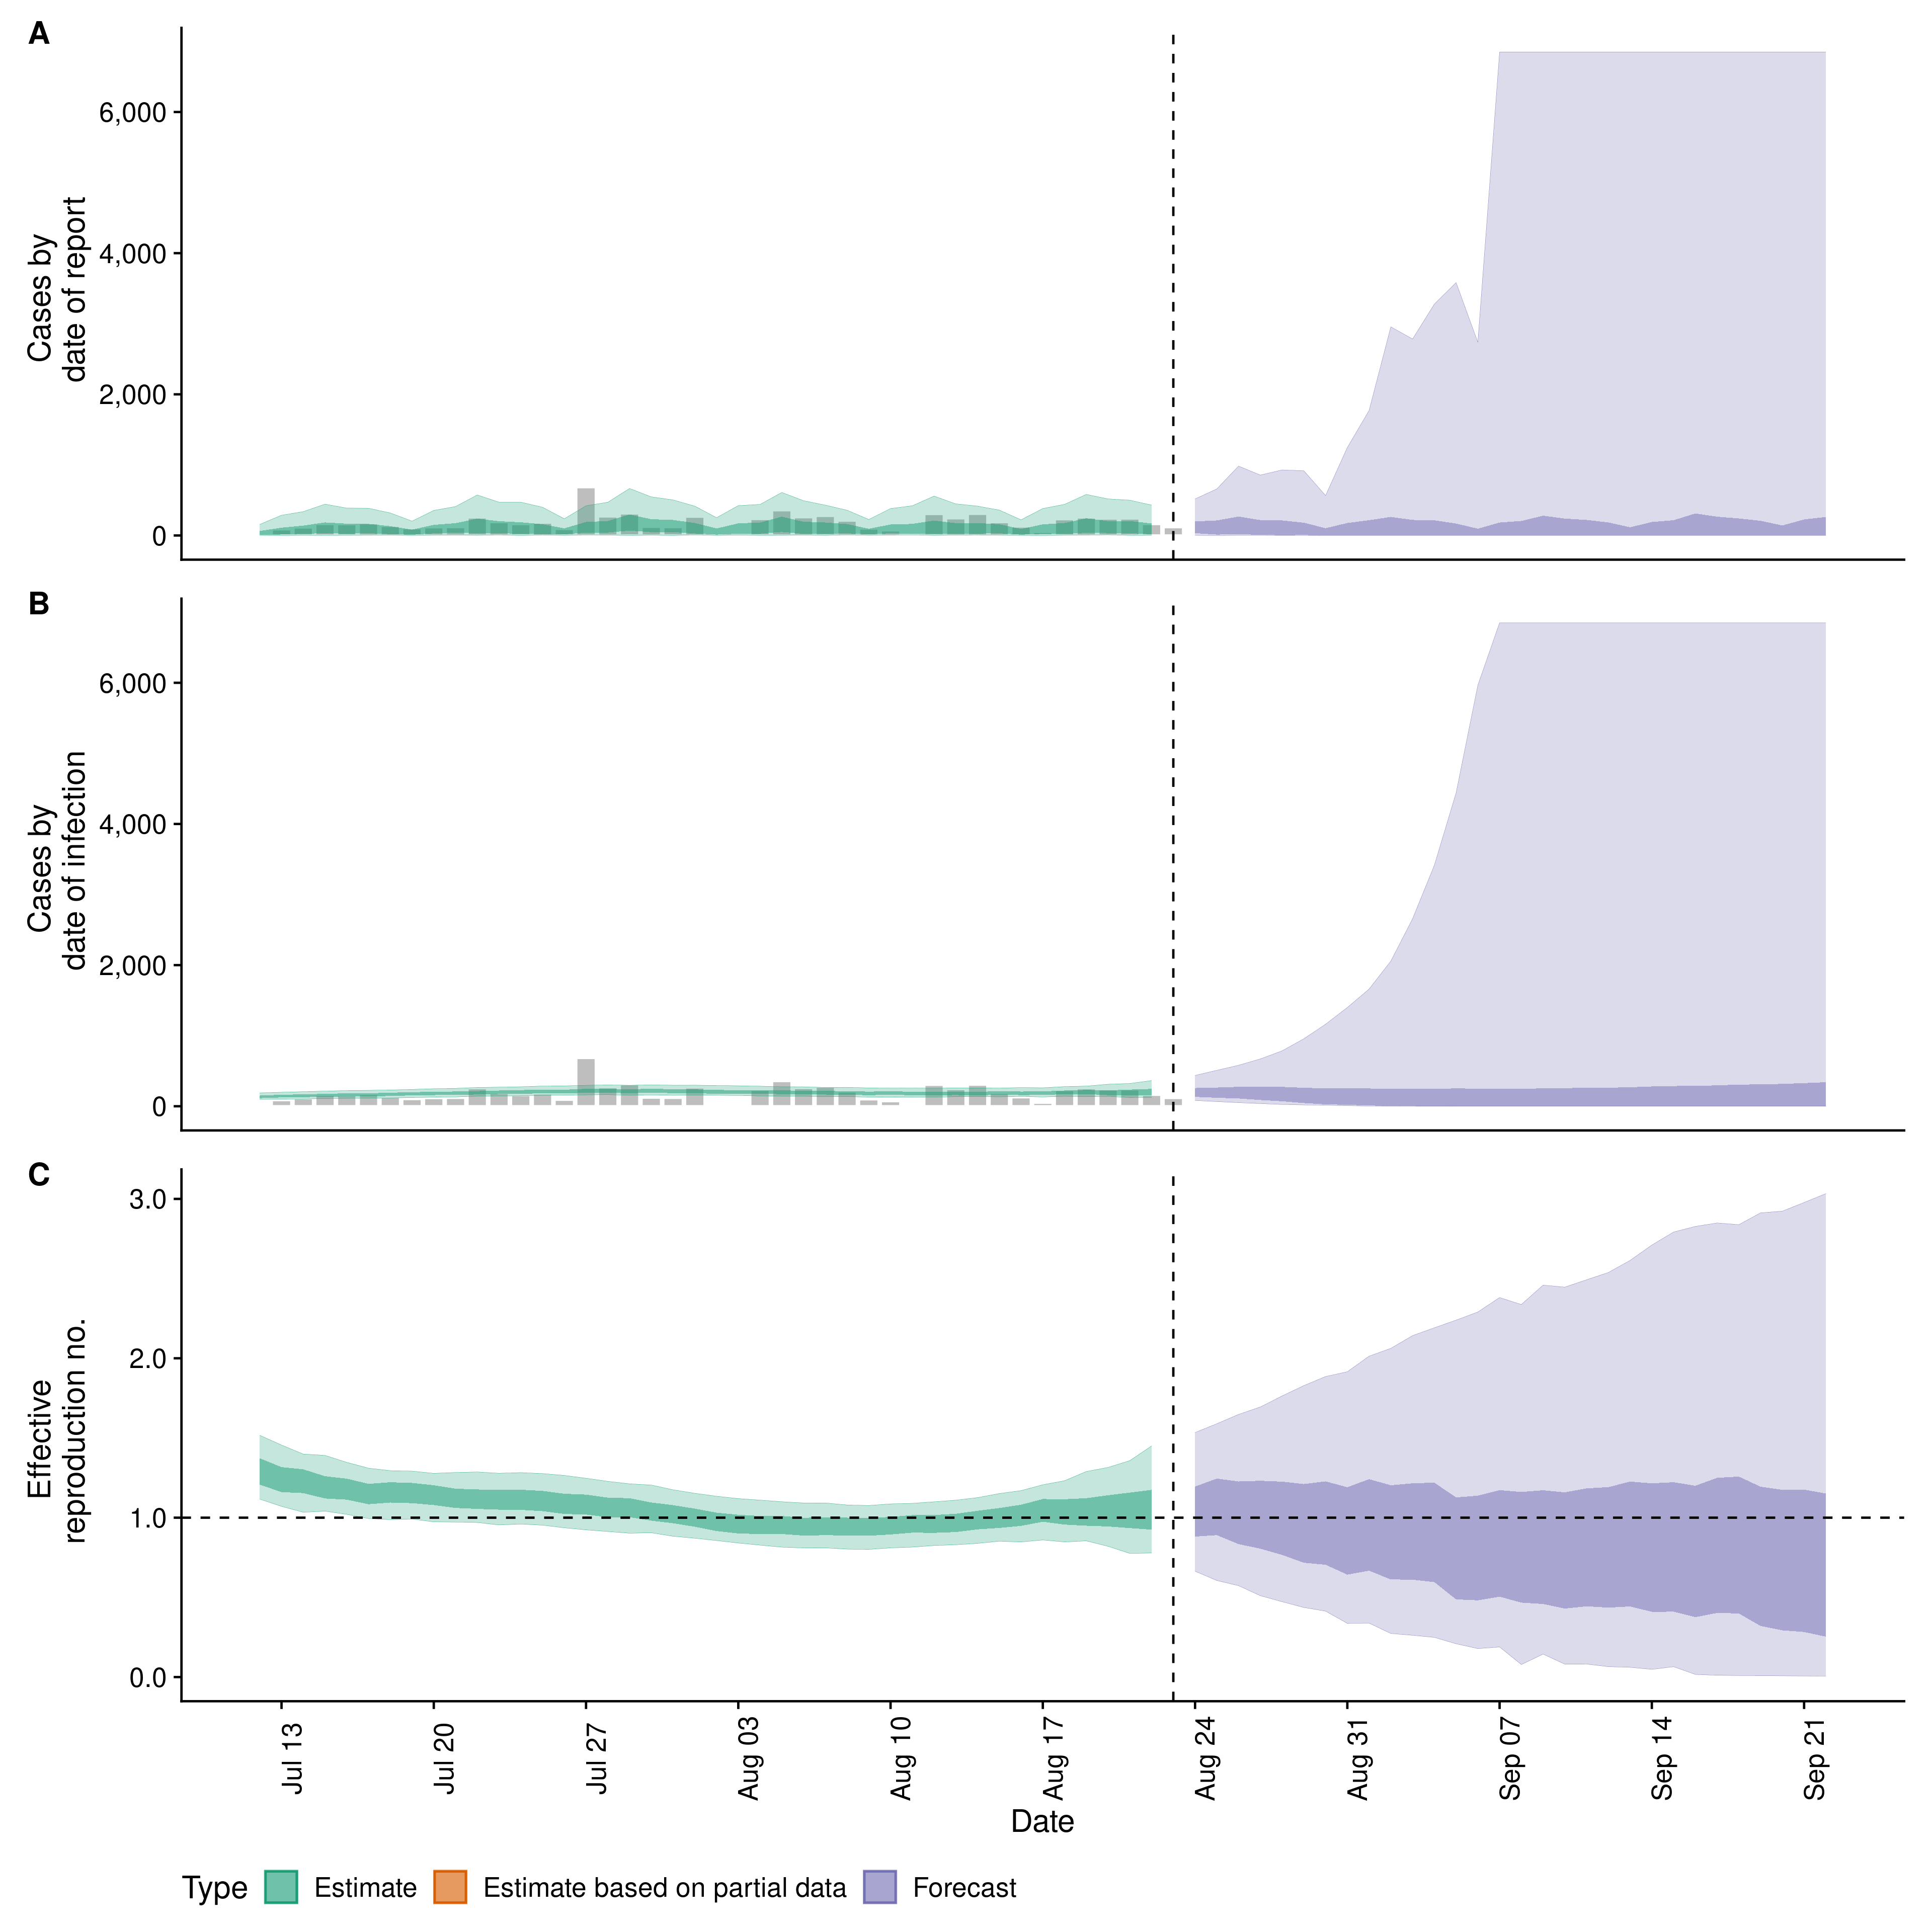 A
6,000
4,000
2,000
0
Cases by
date of report
B
6,000
4,000
2,000
0
Cases by
date of infection
C
3.0
2.0
1.0
0.0
Effective
reproduction no.
Jul 13
Jul 20
Jul 27
Aug 03
Aug 10
Aug 17
Aug 24
Aug 31
Sep 07
Sep 14
Sep 21
Date
Type Estimate Estimate based on partial data Forecast